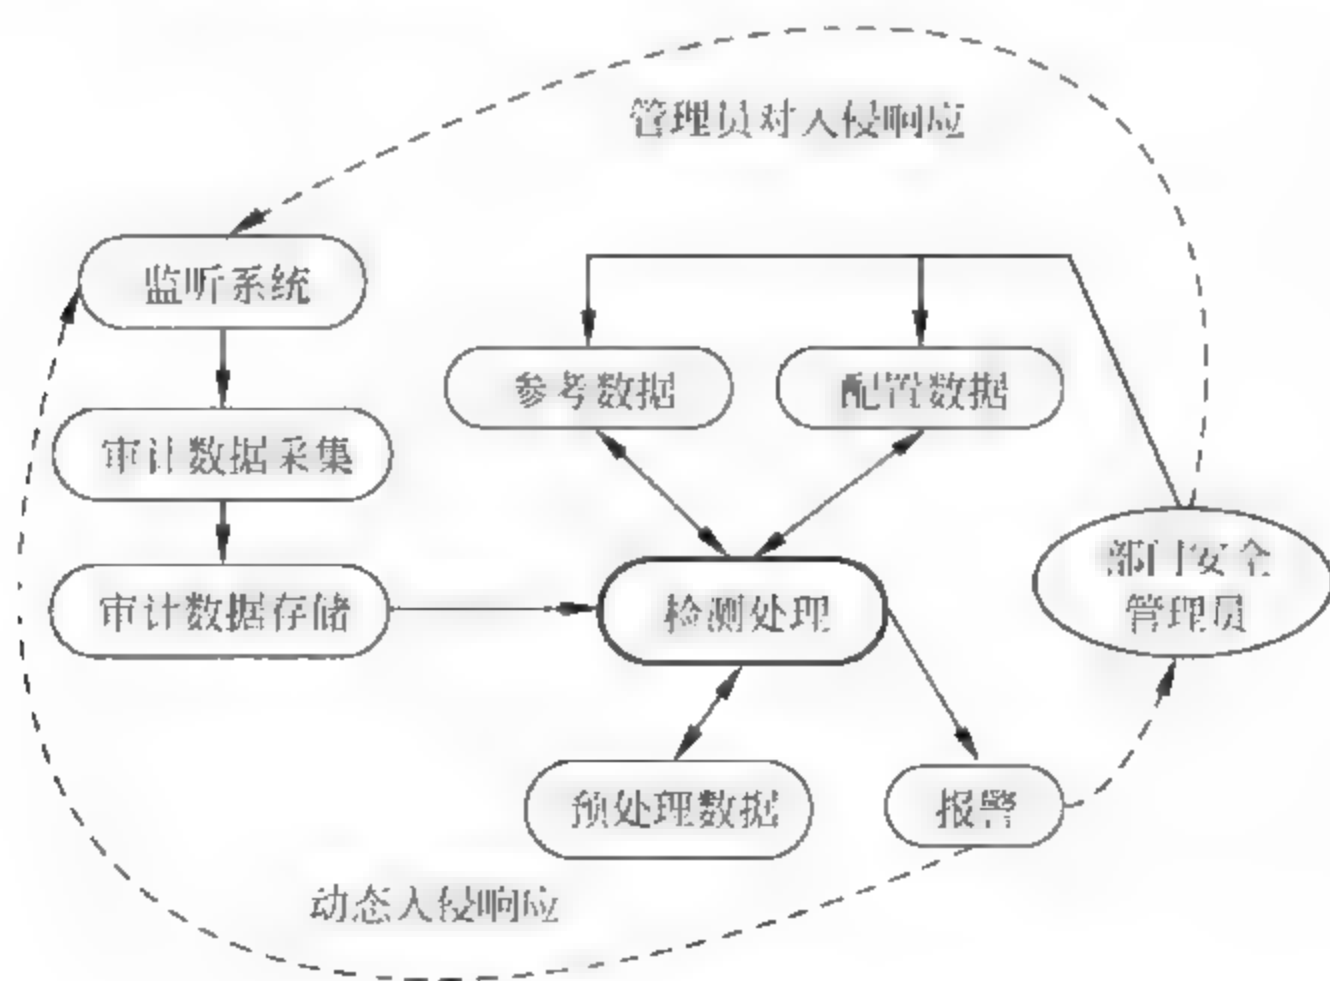 管理员对入侵响应
监听系统
参考数据
配置数据
审计数据采集
部门安全
管理员
审计数据存储
检测处理
预处理数据
报警
动态入侵响应